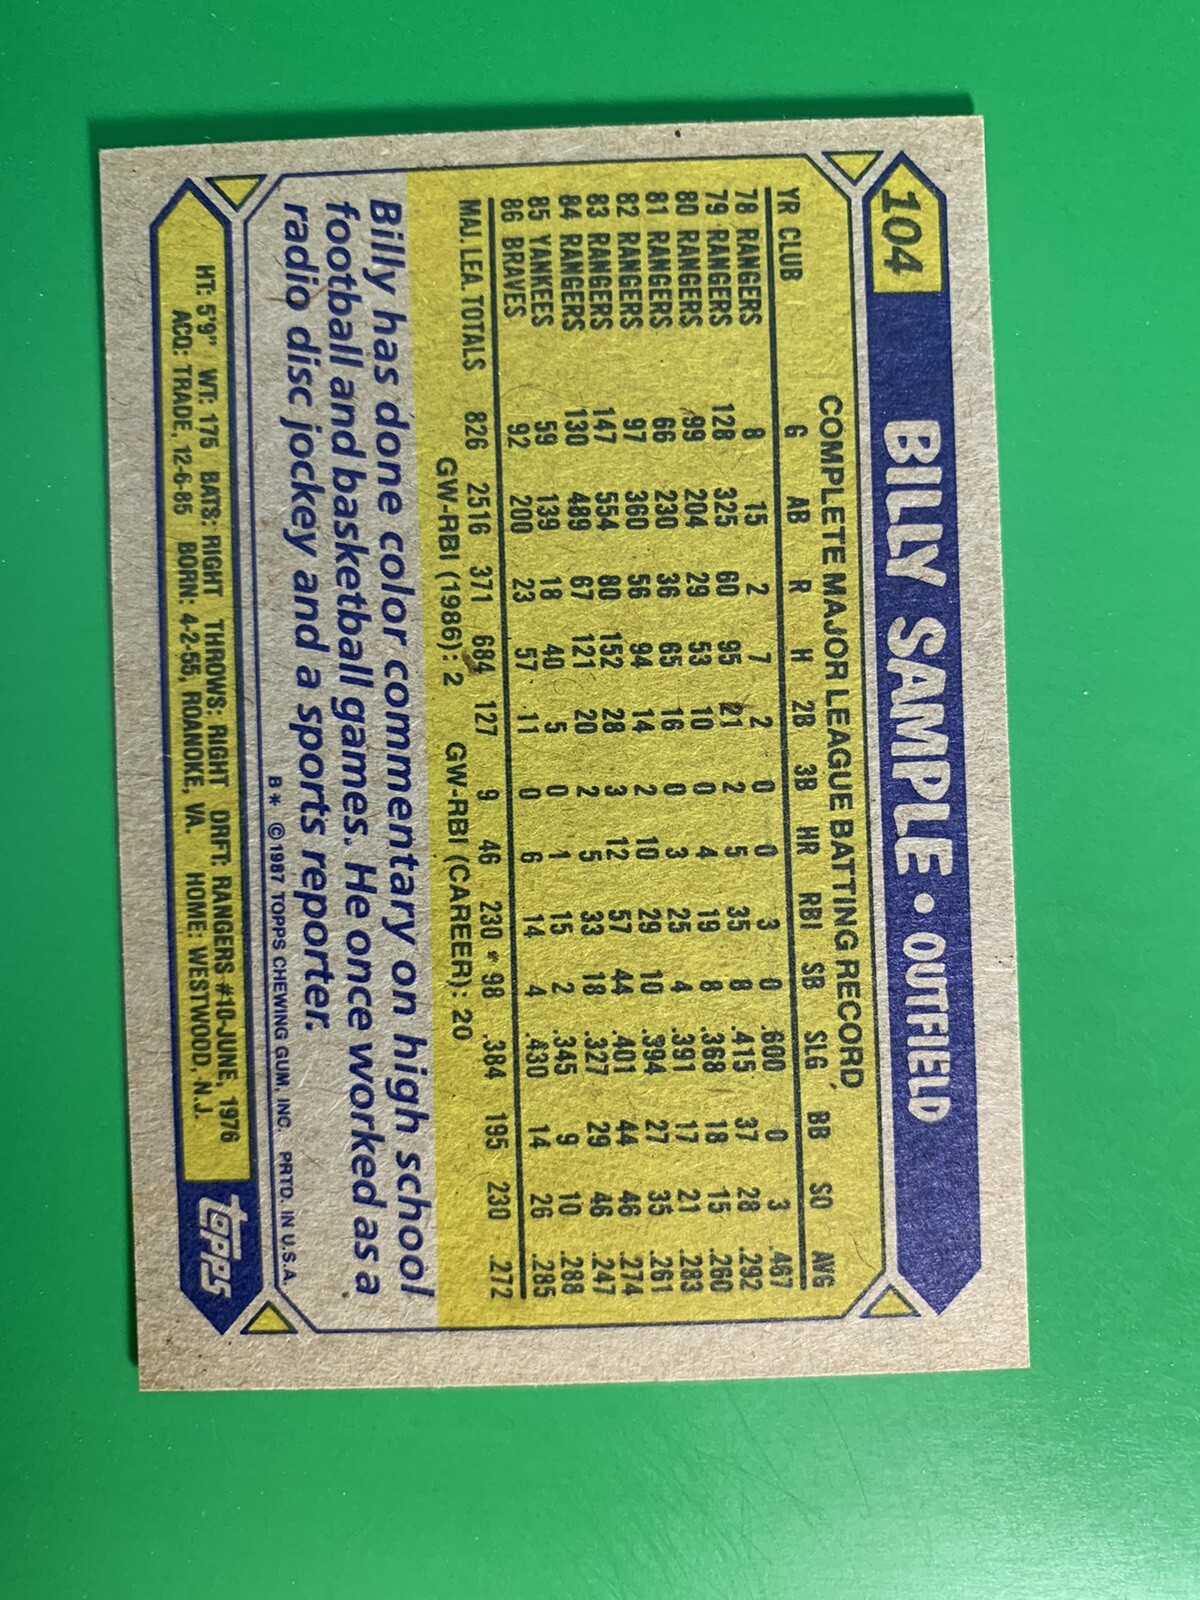 104 BILLY SAMPLE • OUTFIELD
COMPLETE MAJOR LEAGUE BATTING RECORD
YR CLUB G AB R H 2B 3B HR RBI SB SLG BB SO AVG
78 RANGERS 8 15 2 7 2 0 0 3 0 .600 0 3 .467
79 RANGERS 128 325 60 95 21 2 5 35 8 .415 37 28 .292
80 RANGERS 99 204 29 53 10 0 4 19 8 .368 18 15 .260
81 RANGERS 66 230 36 65 16 0 3 25 4 .391 17 21 .283
82 RANGERS 97 360 56 94 14 2 10 29 10 .394 27 35 .261
83 RANGERS 147 554 80 152 28 3 12 57 44 .401 44 46 .274
84 RANGERS 130 489 67 121 20 2 5 33 18 .327 29 46 .247
85 YANKEES 59 139 18 40 5 0 1 15 2 .345 9 10 .288
86 BRAVES 92 200 23 57 11 0 6 14 4 .430 14 26 .285
MAJ. LEA. TOTALS 826 2516 371 684 127 9 46 230 98 .384 195 230 .272
GW-RBI (1986): 2 GW-RBI (CAREER): 20
Billy has done color commentary on high school
football and basketball games. He once worked as a
radio disc jockey and a sports reporter.
B* © 1987 TOPPS CHEWING GUM, INC. PRTD. IN U.S.A.
HT: 5'9" WT: 175 BATS: RIGHT THROWS: RIGHT DRFT: RANGERS #10-JUNE, 1976
ACQ: TRADE, 12-6-85 BORN: 4-2-55, ROANOKE, VA. HOME: WESTWOOD, N.J.
topps